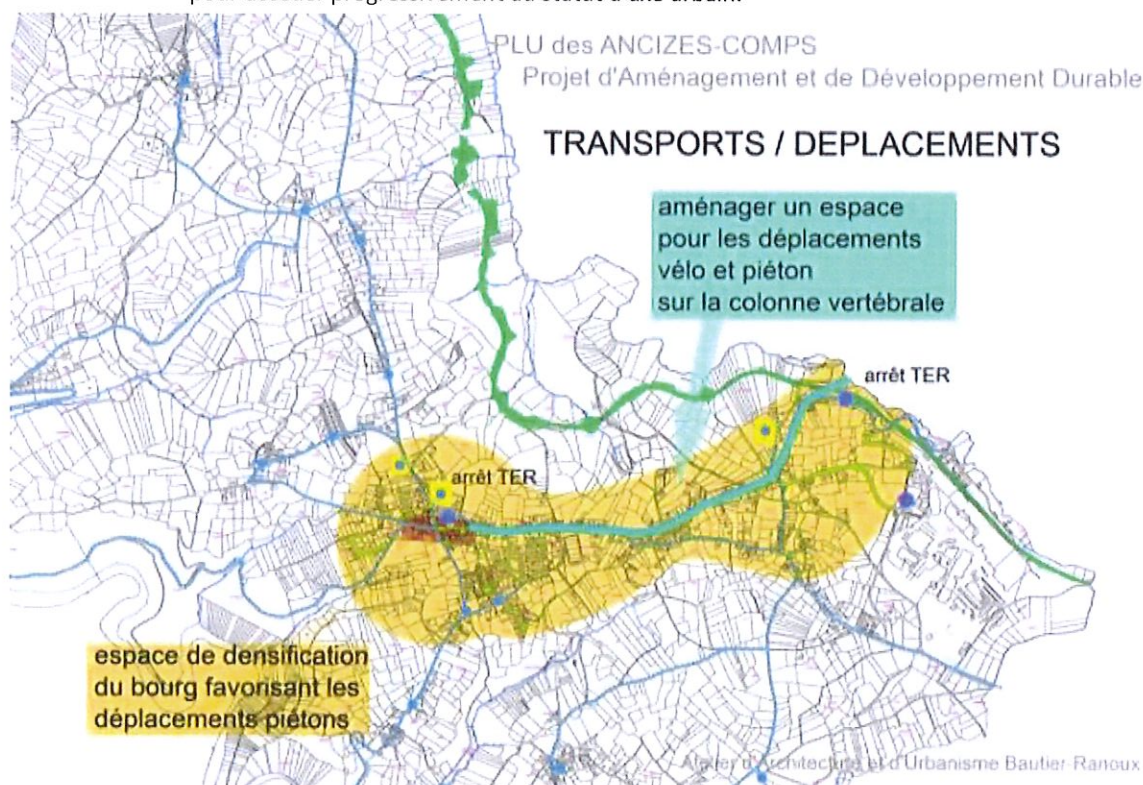 PLU des ANCIZES-COMPS
Projet d'Aménagement et de Développement Durable
TRANSPORTS / DEPLACEMENTS
aménager un espace
pour les déplacements
vélo et piéton
sur la colonne vertébrale
arrêt TER
arrêt TER
espace de densification
du bourg favorisant les
déplacements piétons
Atelier d'Architecture et d'Urbanisme Bautier-Ranoux